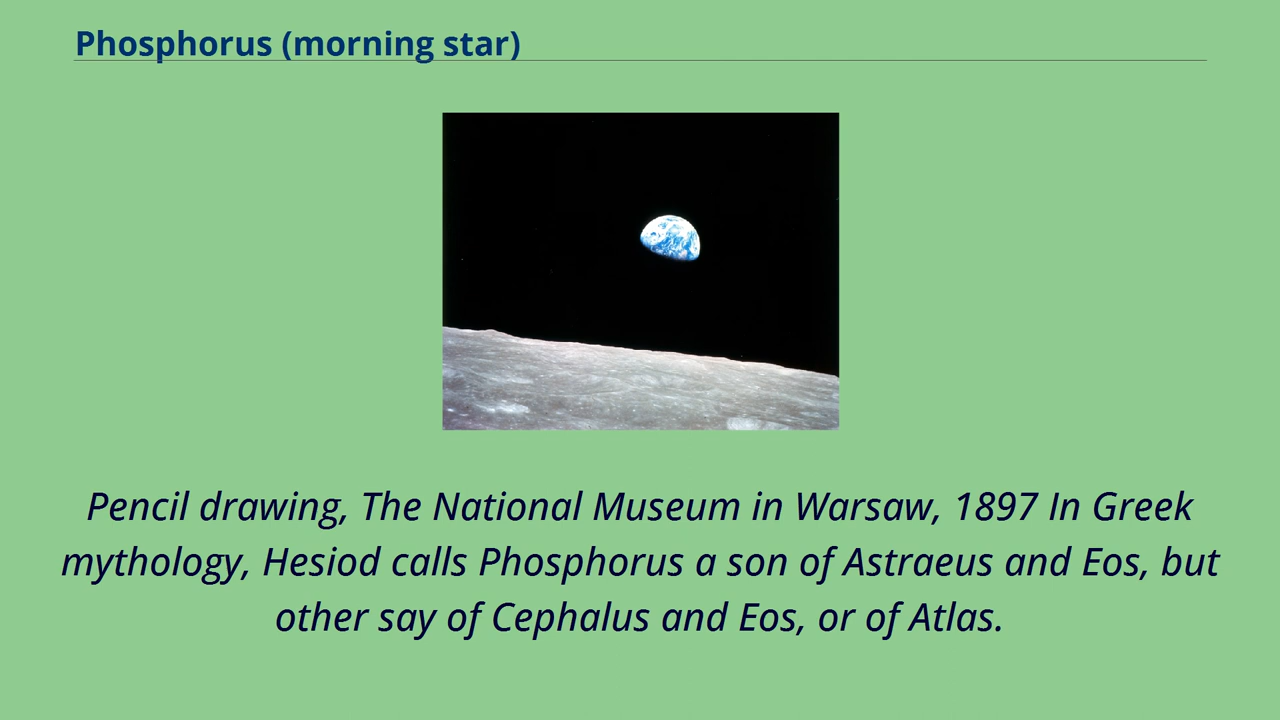 Phosphorus (morning star)
Pencil drawing, The National Museum in Warsaw, 1897 In Greek
mythology, Hesiod calls Phosphorus a son of Astraeus and Eos, but
other say of Cephalus and Eos, or of Atlas.